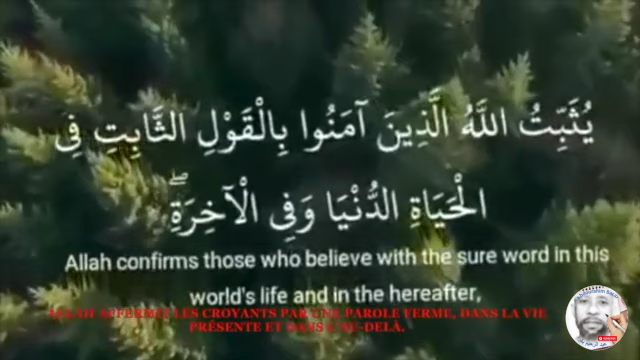 يُثَبِّتُ اللَّهُ الَّذِينَ آمَنُوا بِالْقَوْلِ الثَّابِتِ فِي
الْحَيَاةِ الدُّنْيَا وَفِي الْآخِرَةِ ۖ
Allah confirms those who believe with the sure word in this
world's life and in the hereafter,
ALLAH AFFERMIT LES CROYANTS PAR UNE PAROLE FERME, DANS LA VIE
PRÉSENTE ET DANS L'AU-DELÀ.